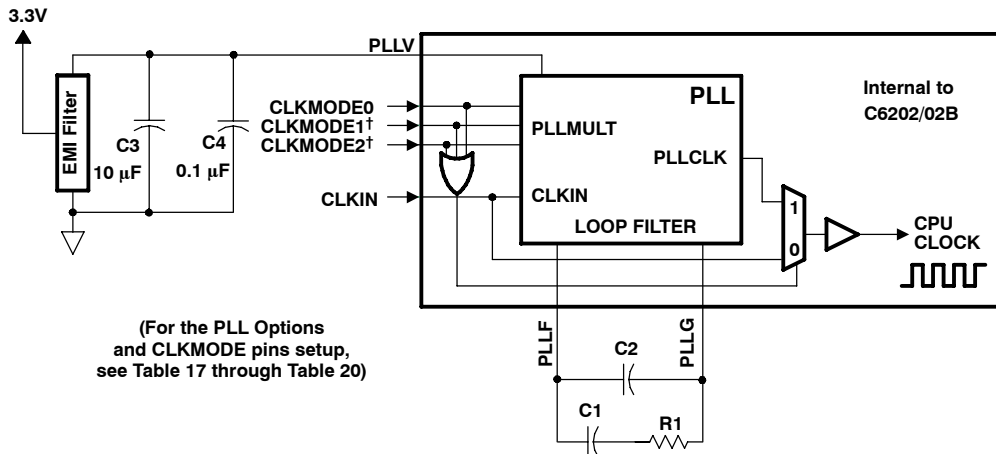 3.3V
PLLV
EMI Filter
C3
10 μF
C4
0.1 μF
CLKMODE0
CLKMODE1†
CLKMODE2†
CLKIN
PLL
PLLMULT
PLLCLK
CLKIN
LOOP FILTER
Internal to
C6202/02B
1
0
CPU
CLOCK
(For the PLL Options
and CLKMODE pins setup,
see Table 17 through Table 20)
PLLF
PLLG
C2
C1
R1